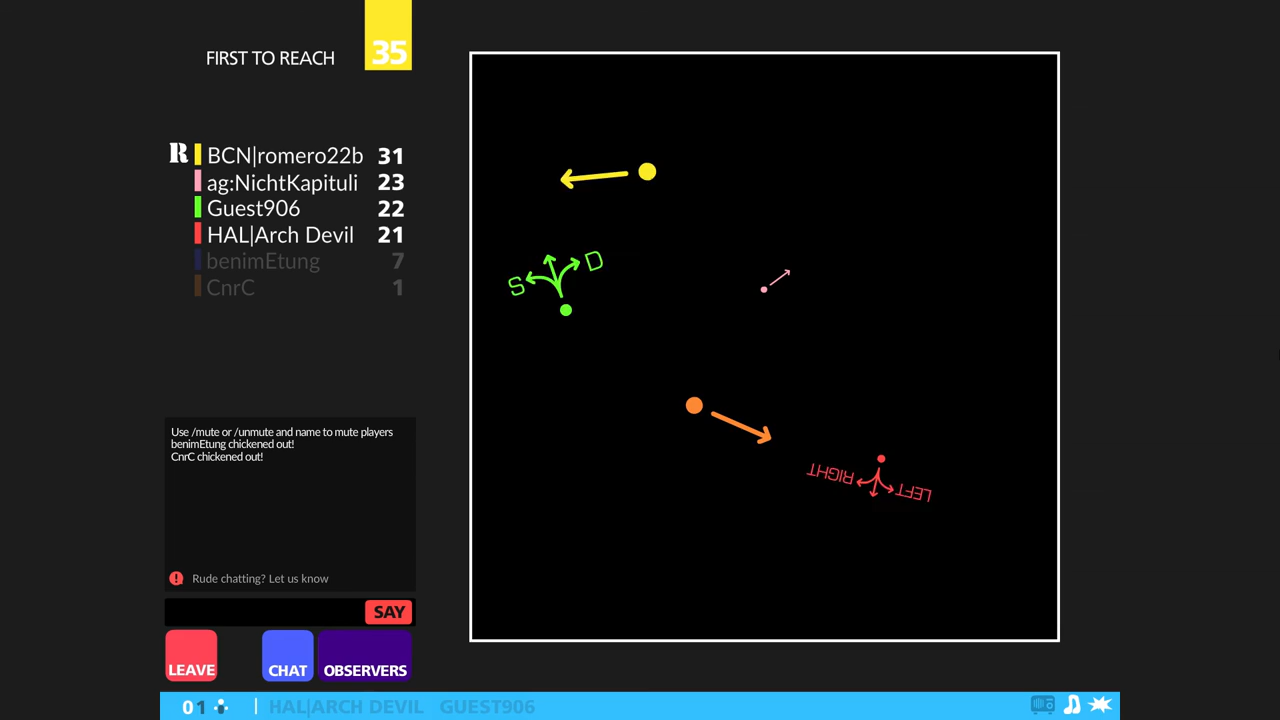 FIRST TO REACH 35
R BCN|romero22b 31
ag:NichtKapituli 23
Guest906 22
HAL|Arch Devil 21
benimEtung 7
CnrC 1
S D
RIGHT LEFT
Use /mute or /unmute and name to mute players
benimEtung chickened out!
CnrC chickened out!
Rude chatting? Let us know
SAY
LEAVE CHAT OBSERVERS
01 HAL|ARCH DEVIL GUEST906